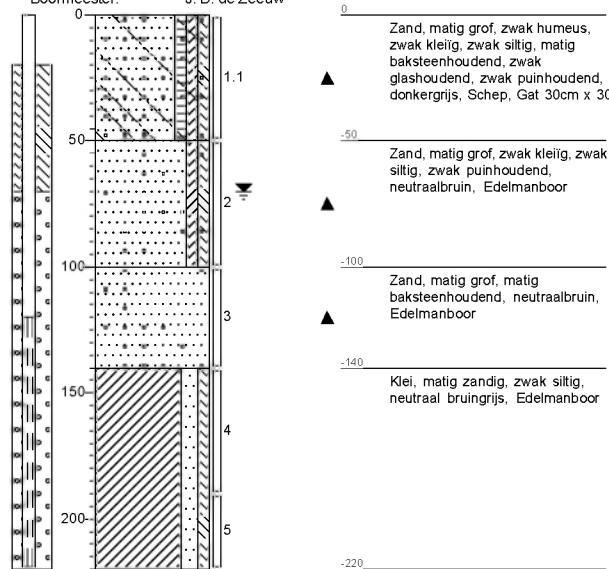 Boormeester: J. D. de Zeeuw
0
50
100
150
200
1.1
2
3
4
5
0
Zand, matig grof, zwak humeus,
zwak kleiïg, zwak siltig, matig
baksteenhoudend, zwak
glashoudend, zwak puinhoudend,
donkergrijs, Schep, Gat 30cm x 30
-50
Zand, matig grof, zwak kleiïg, zwak
siltig, zwak puinhoudend,
neutraalbruin, Edelmanboor
-100
Zand, matig grof, matig
baksteenhoudend, neutraalbruin,
Edelmanboor
-140
Klei, matig zandig, zwak siltig,
neutraal bruingrijs, Edelmanboor
-220